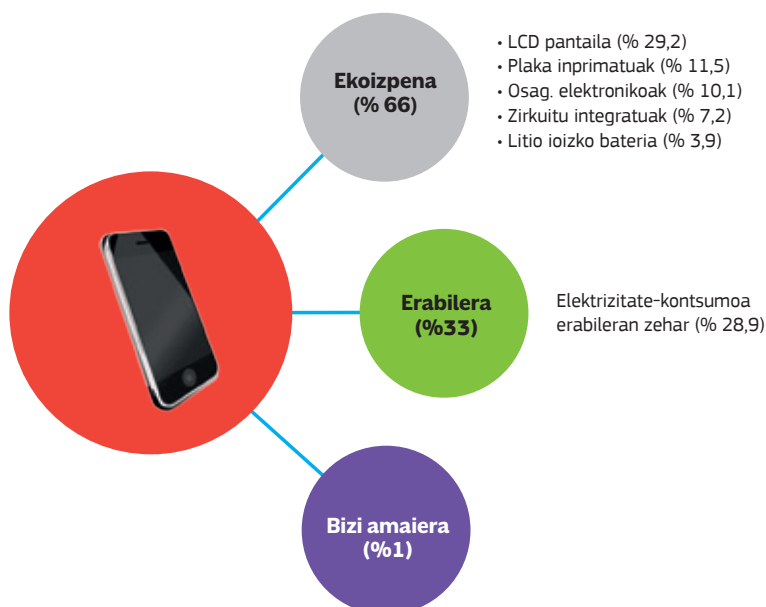 Ekoizpena
(% 66)
• LCD pantaila (% 29,2)
• Plaka inprimatuak (% 11,5)
• Osag. elektronikoak (% 10,1)
• Zirkuitu integratuak (% 7,2)
• Litio ioizko bateria (% 3,9)
Erabilera
(%33)
Elektrizitate-kontsumoa
erabileran zehar (% 28,9)
Bizi amaiera
(%1)